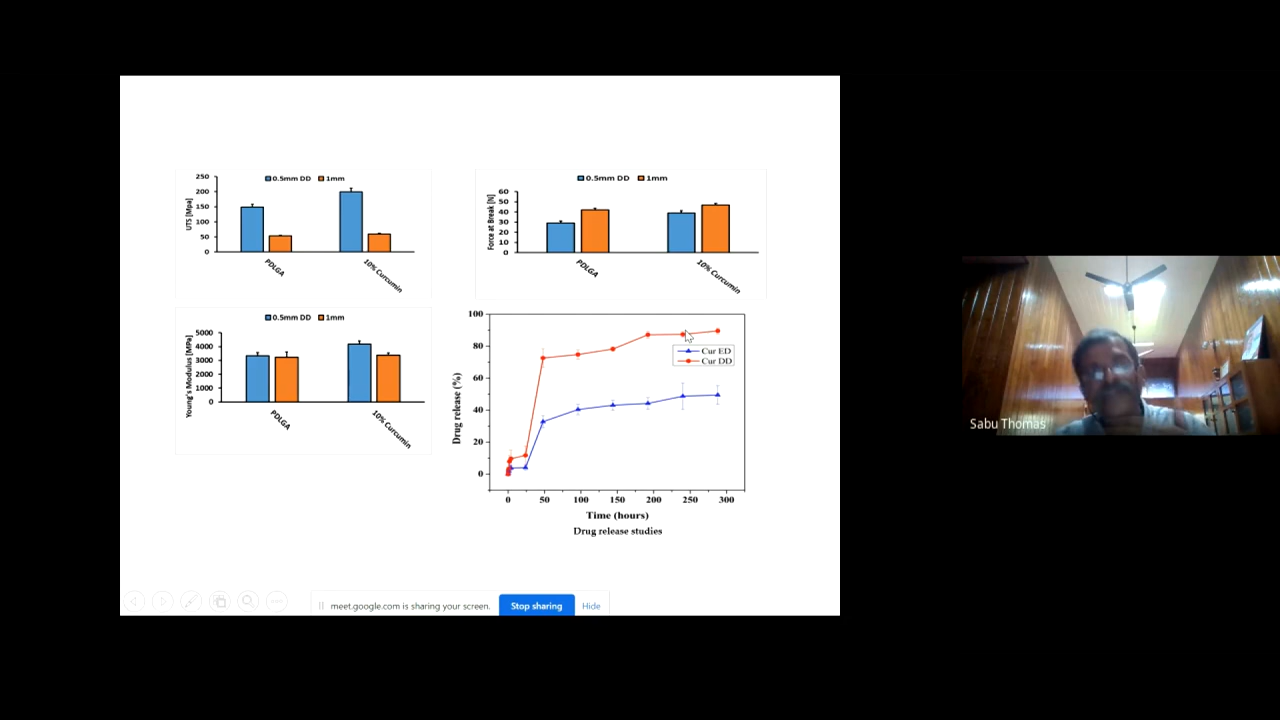 0.5mm DD 1mm
UTS [Mpa]
250
200
150
100
50
0
PDLGA
10% Curcumin
0.5mm DD 1mm
Force at Break [N]
60
50
40
30
20
10
0
PDLGA
10% Curcumin
0.5mm DD 1mm
Young's Modulus [MPa]
5000
4000
3000
2000
1000
0
PDLGA
10% Curcumin
Drug release (%)
100
80
60
40
20
0
Cur ED
Cur DD
0 50 100 150 200 250 300
Time (hours)
Drug release studies
Sabu Thomas
meet.google.com is sharing your screen.
Stop sharing
Hide